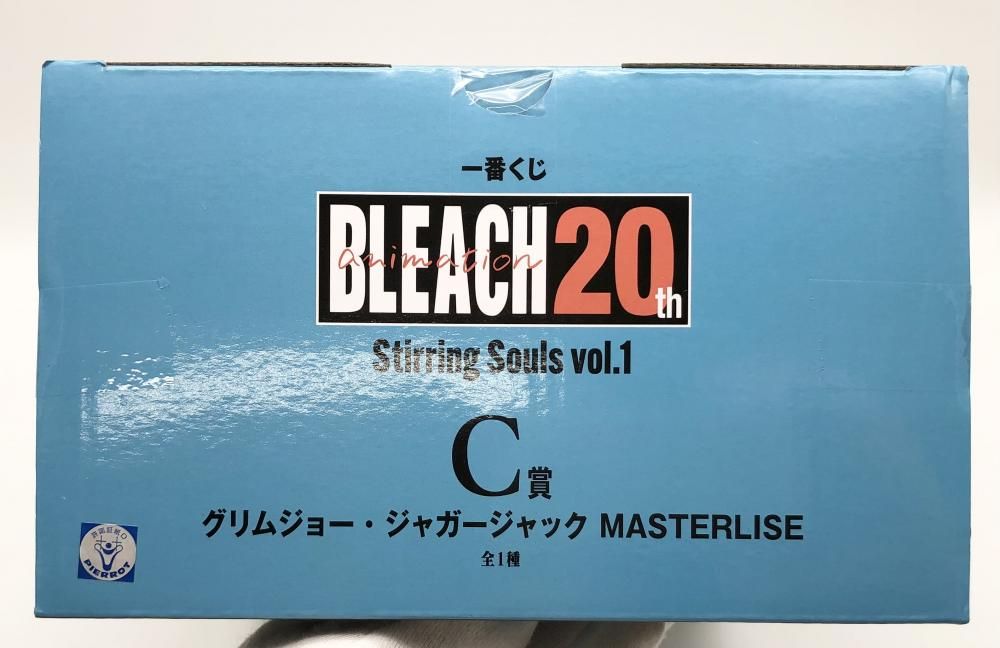 一番くじ
BLEACH 20th
animation
Stirring Souls vol.1
C賞
グリムジョー・ジャガージャック MASTERLISE
全1種
PIERROT